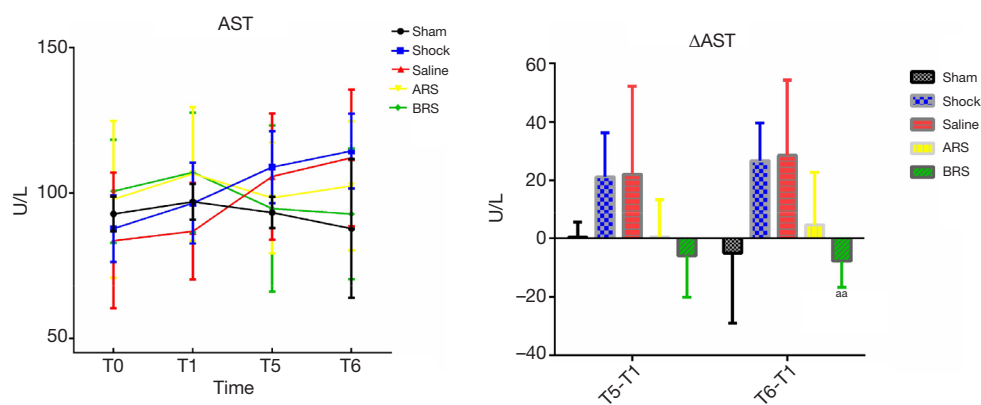 AST
150
100
50
U/L
T0 T1 T5 T6
Time
Sham
Shock
Saline
ARS
BRS
ΔAST
60
40
20
0
−20
−40
U/L
aa
T5-T1 T6-T1
Sham
Shock
Saline
ARS
BRS